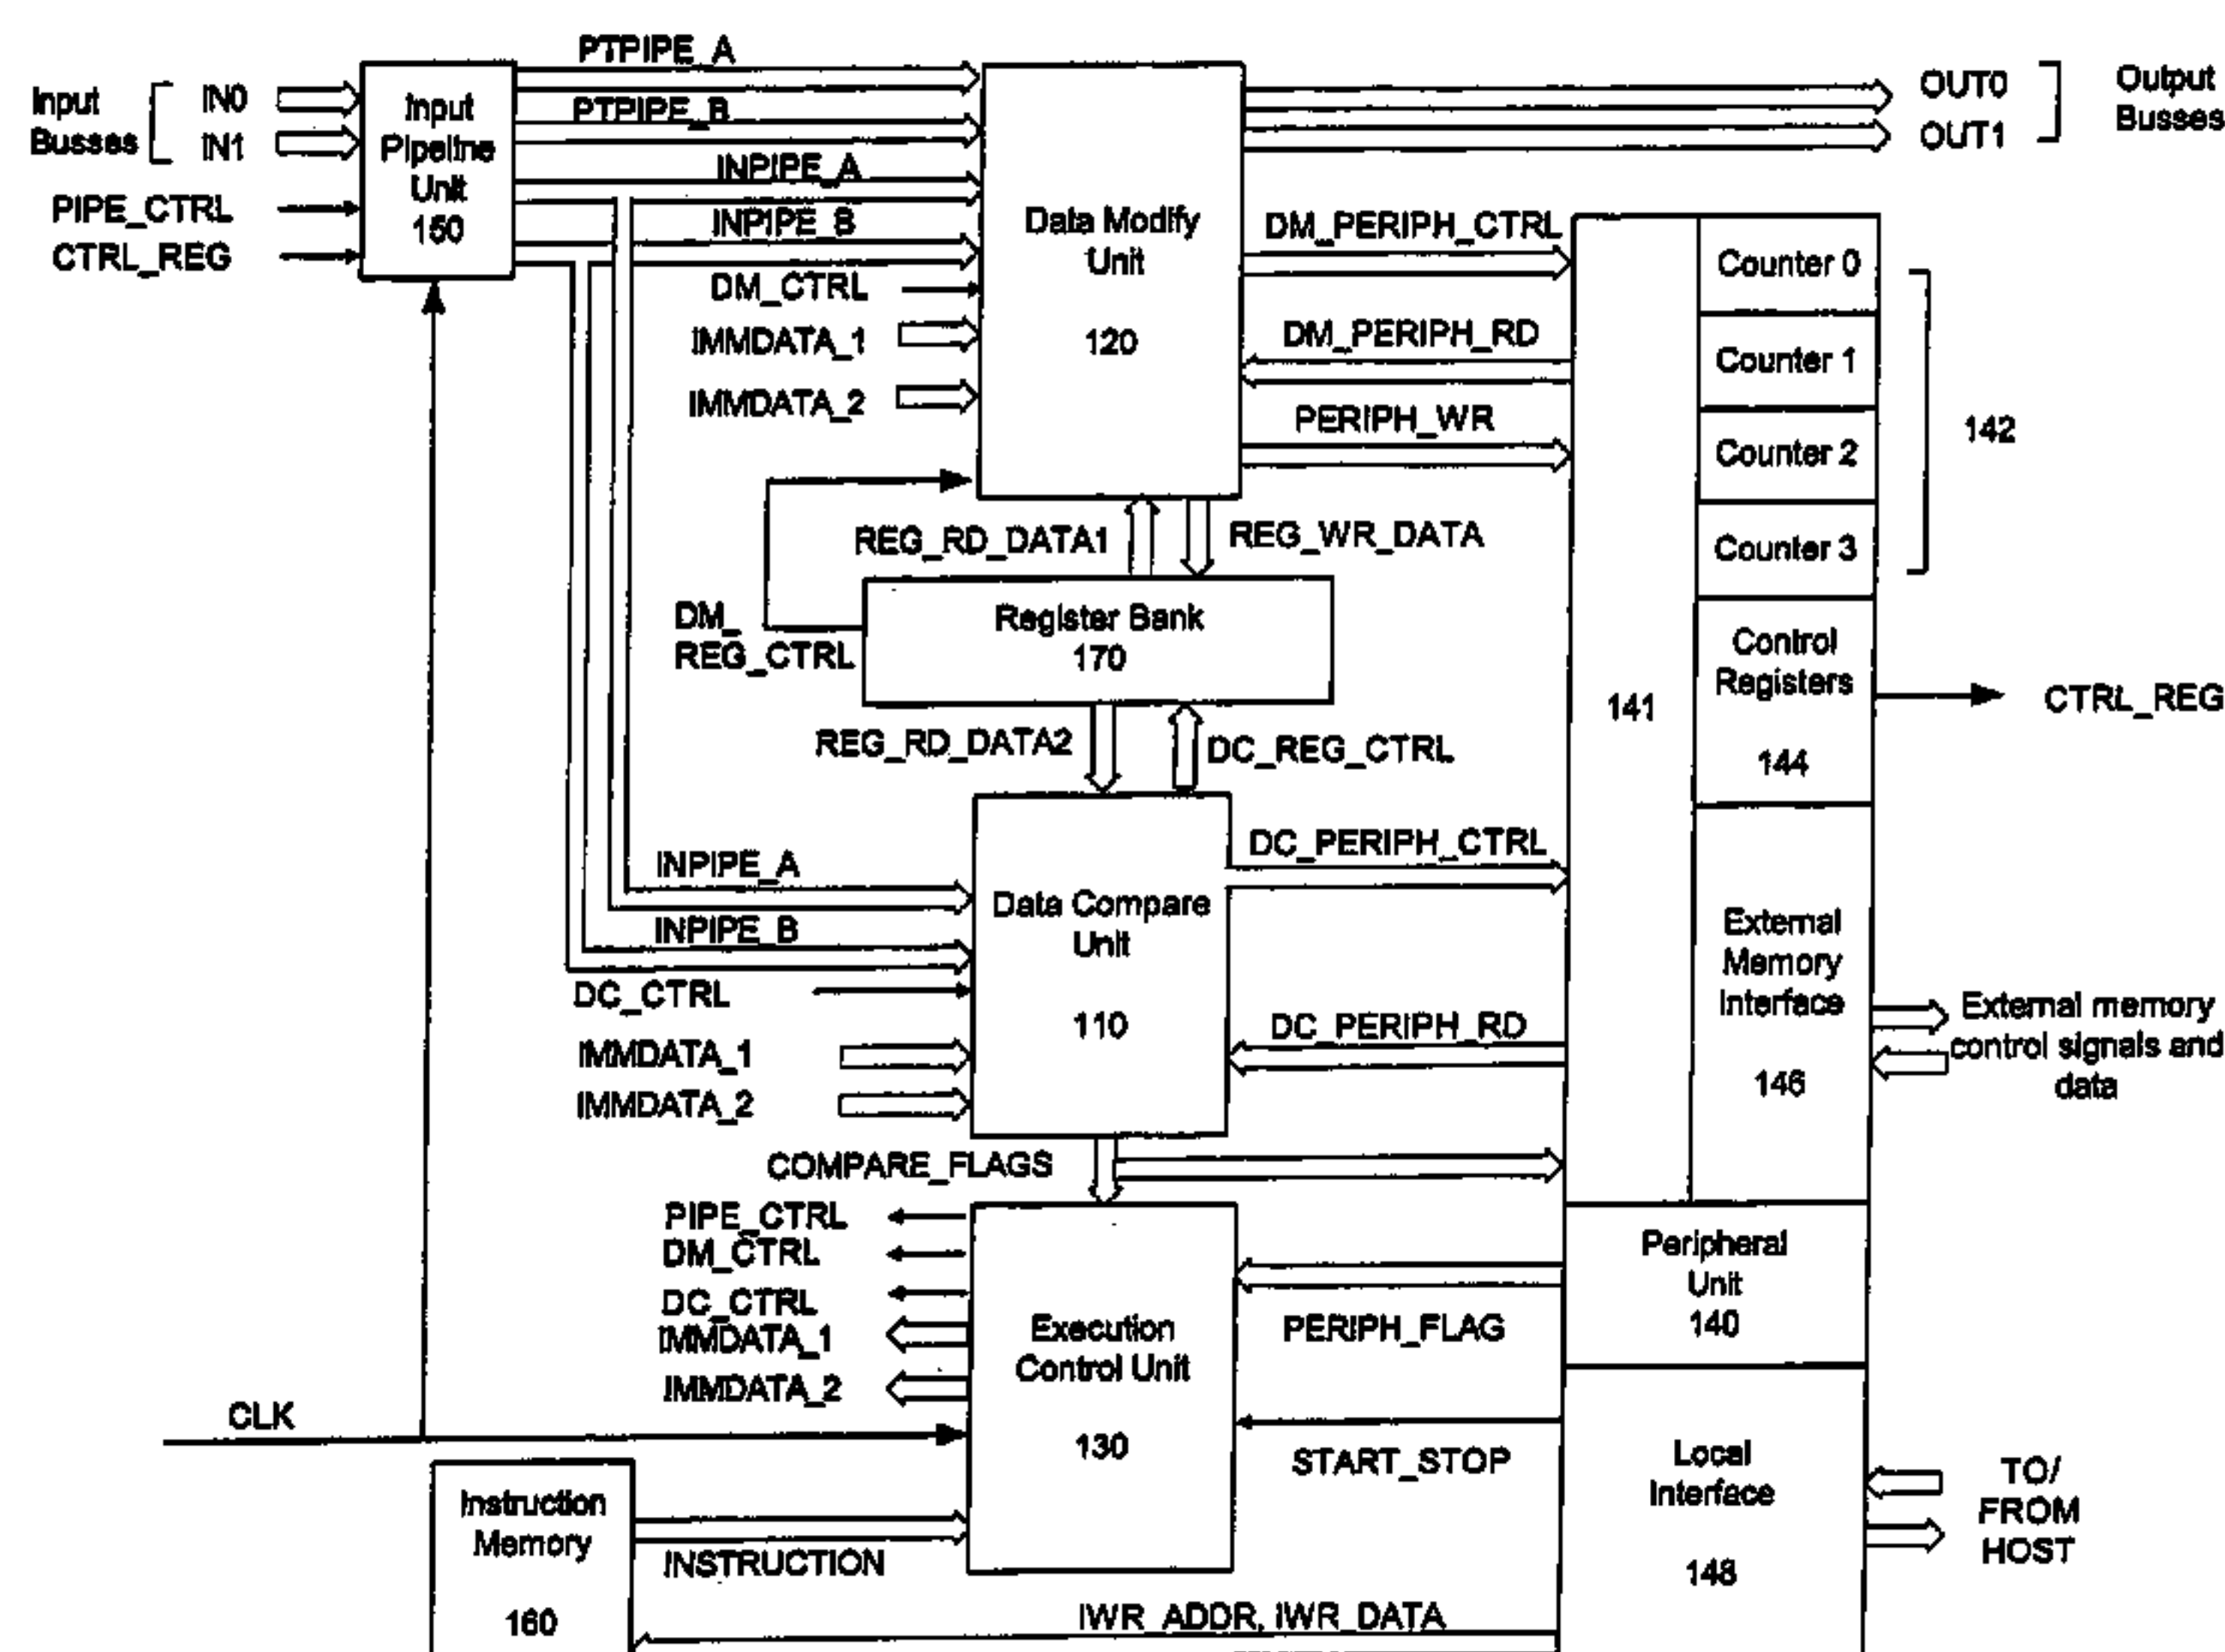 PTPIPE_A
PTPIPE_B
INPIPE_A
INPIPE_B
Input
Busses
IN0
IN1
PIPE_CTRL
CTRL_REG
Input
Pipeline
Unit
150
DM_CTRL
IMMDATA_1
IMMDATA_2
Data Modify
Unit
120
OUT0
OUT1
Output
Busses
DM_PERIPH_CTRL
DM_PERIPH_RD
PERIPH_WR
Counter 0
Counter 1
Counter 2
Counter 3
142
REG_RD_DATA1
REG_WR_DATA
DM_
REG_CTRL
Register Bank
170
REG_RD_DATA2
DC_REG_CTRL
141
Control
Registers
144
CTRL_REG
INPIPE_A
INPIPE_B
DC_CTRL
IMMDATA_1
IMMDATA_2
Data Compare
Unit
110
DC_PERIPH_CTRL
DC_PERIPH_RD
External
Memory
Interface
146
External memory
control signals and
data
COMPARE_FLAGS
PIPE_CTRL
DM_CTRL
DC_CTRL
IMMDATA_1
IMMDATA_2
Execution
Control Unit
130
PERIPH_FLAG
START_STOP
Peripheral
Unit
140
Local
Interface
148
TO/
FROM
HOST
CLK
Instruction
Memory
160
INSTRUCTION
IWR_ADDR, IWR_DATA